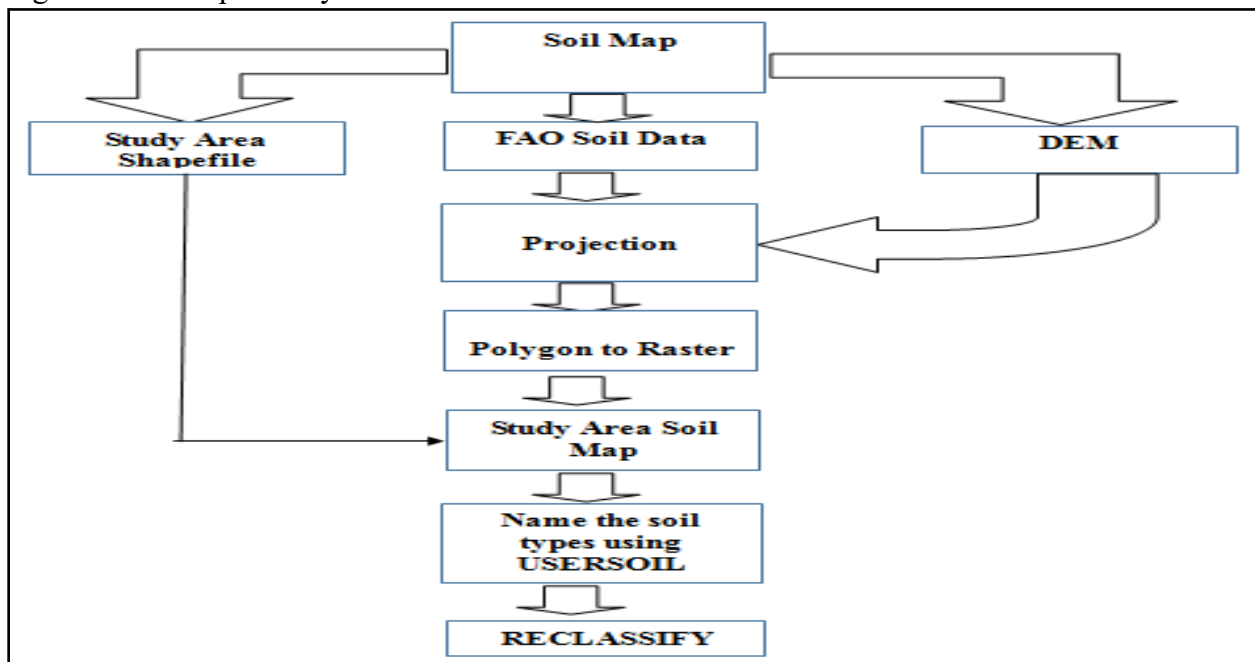 Soil Map
Study Area
Shapefile
FAO Soil Data
DEM
Projection
Polygon to Raster
Study Area Soil
Map
Name the soil
types using
USERSOIL
RECLASSIFY